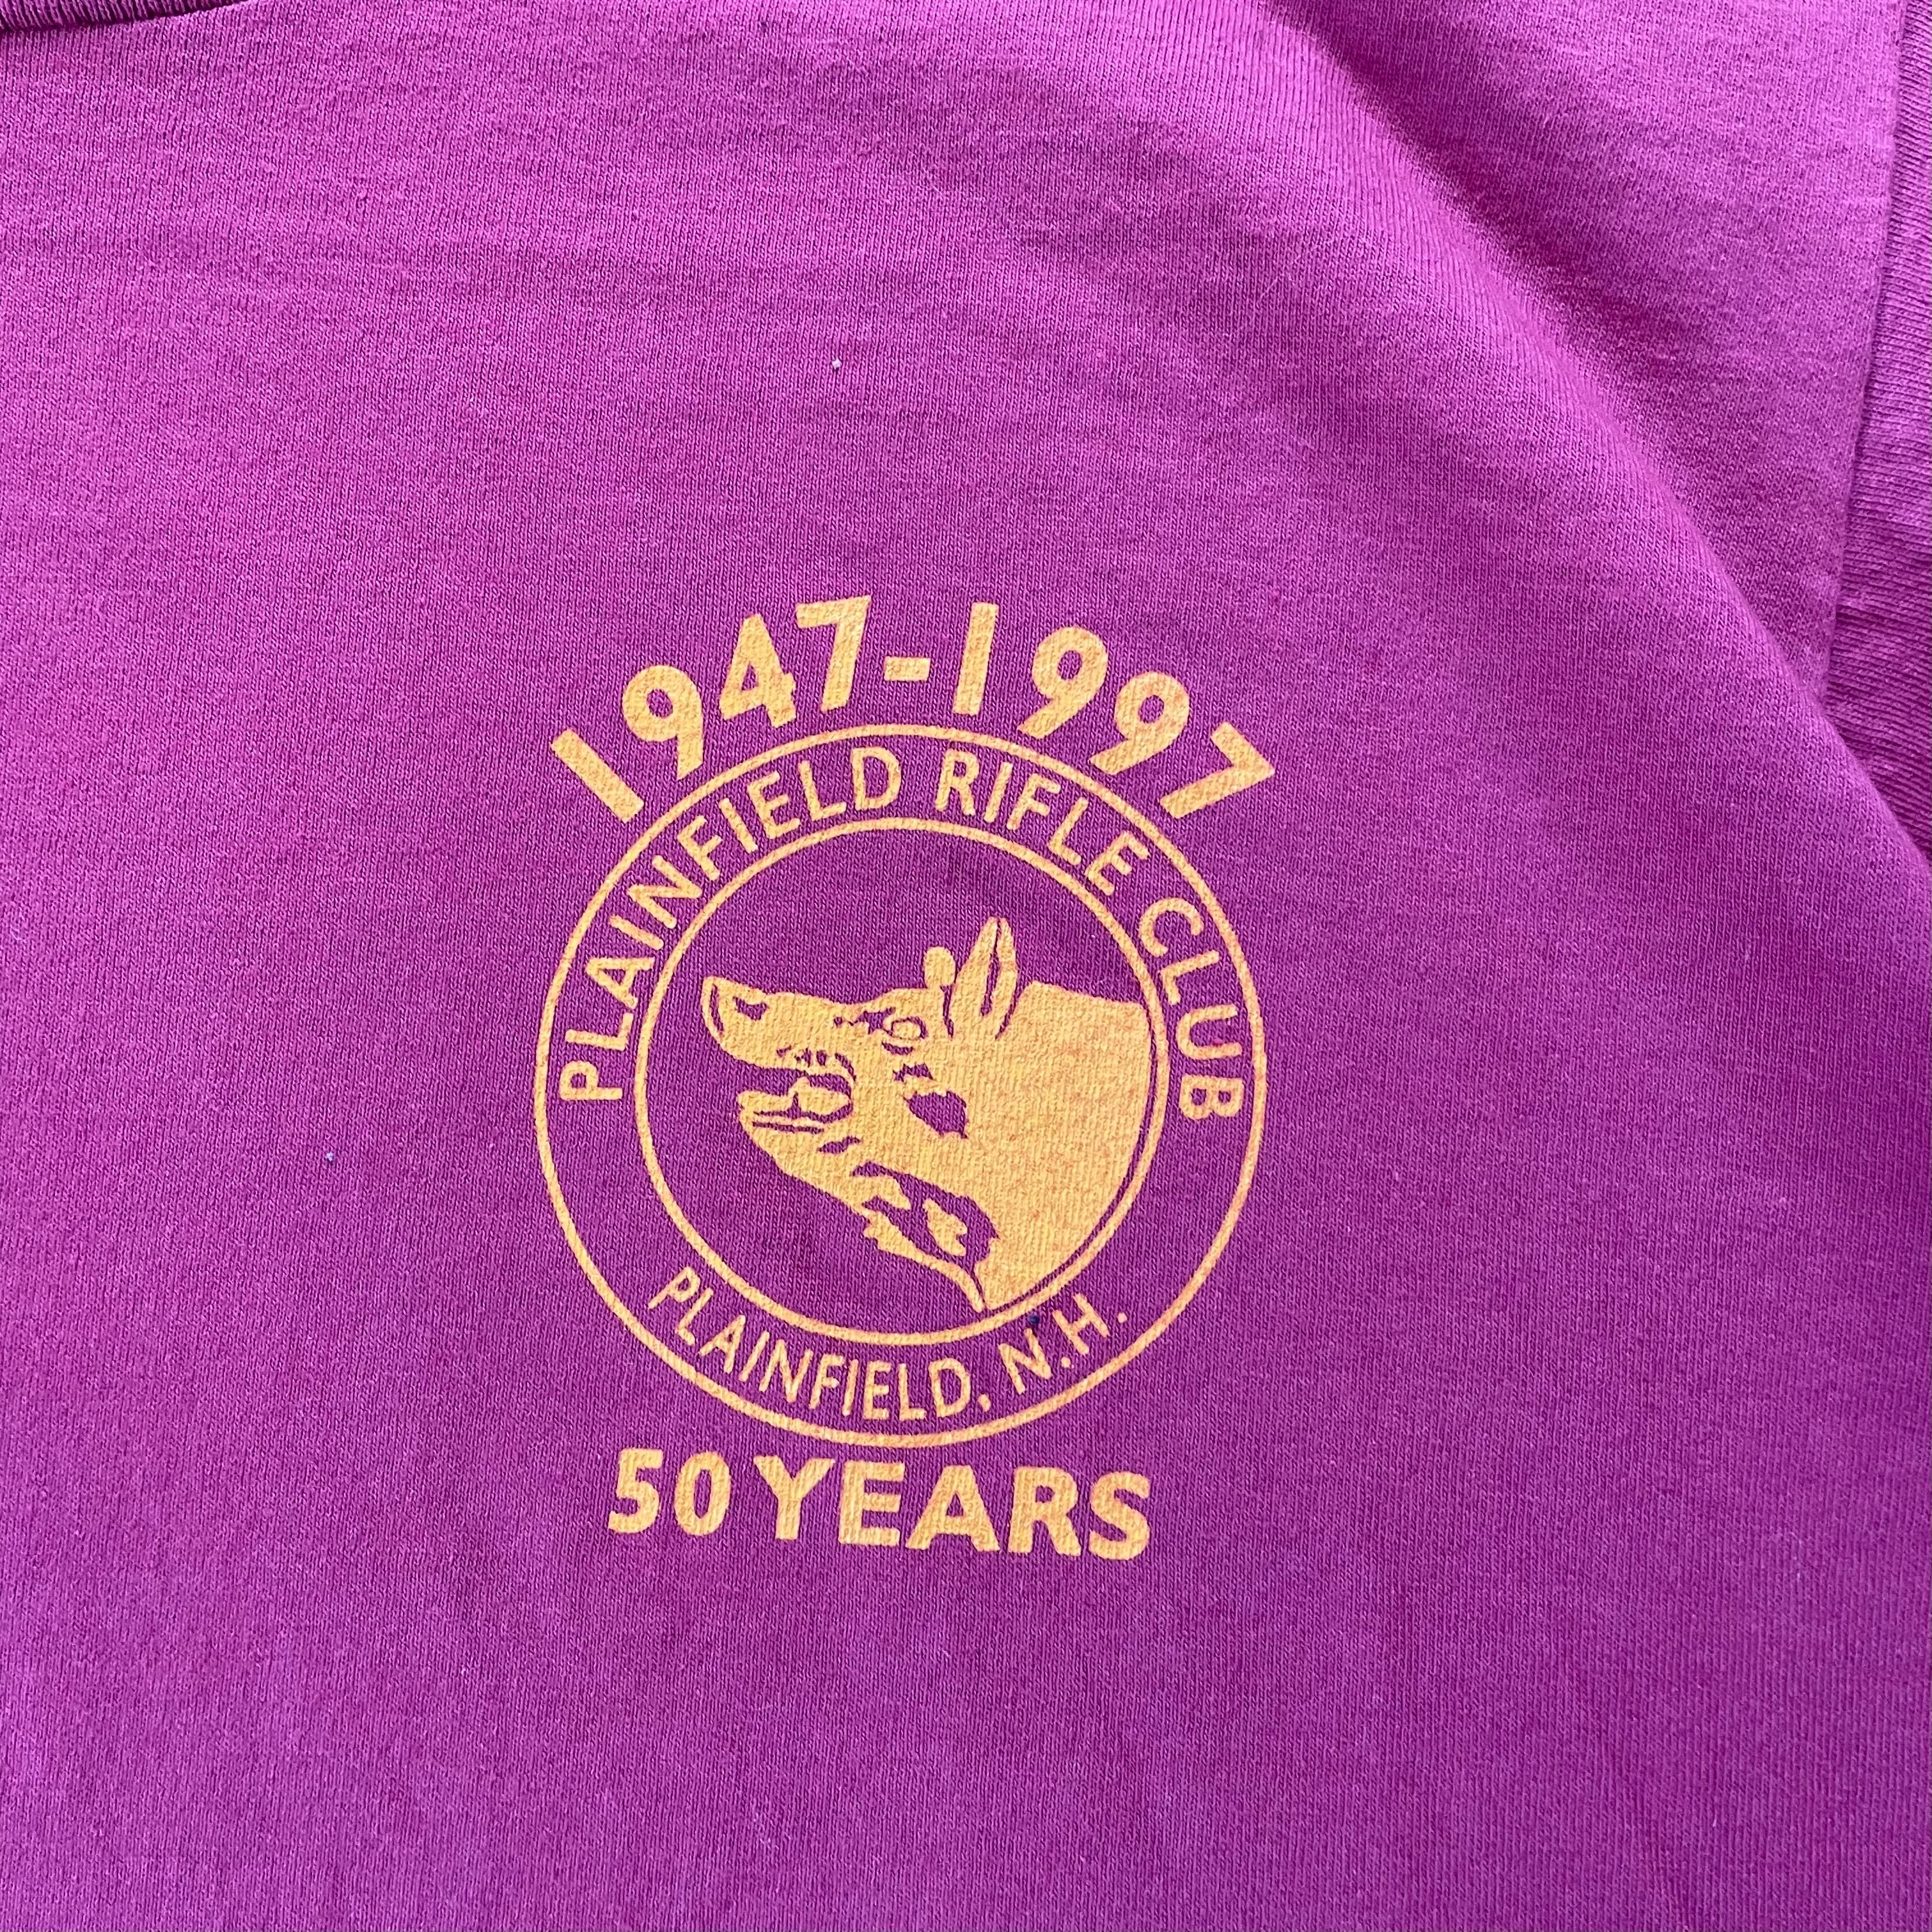 1947-1997
PLAINFIELD RIFLE CLUB
PLAINFIELD, N.H.
50 YEARS